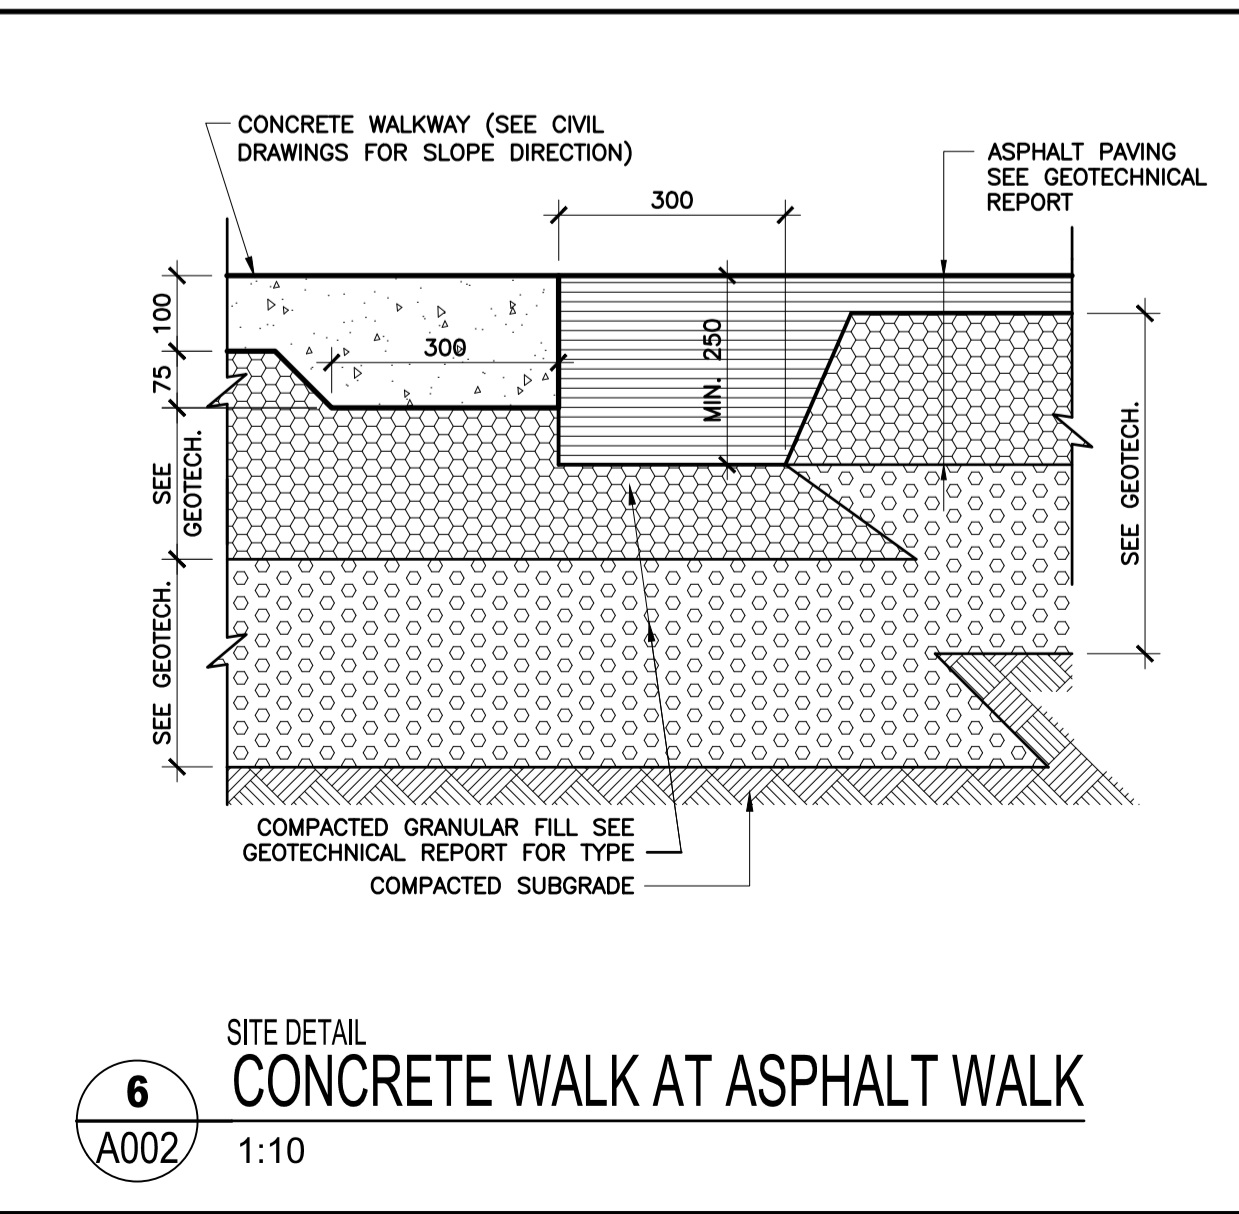 CONCRETE WALKWAY (SEE CIVIL
DRAWINGS FOR SLOPE DIRECTION)
ASPHALT PAVING
SEE GEOTECHNICAL
REPORT
300
100
75
300
MIN. 250
SEE
GEOTECH.
SEE GEOTECH.
SEE GEOTECH.
COMPACTED GRANULAR FILL SEE
GEOTECHNICAL REPORT FOR TYPE
COMPACTED SUBGRADE
SITE DETAIL
6
CONCRETE WALK AT ASPHALT WALK
A002
1:10